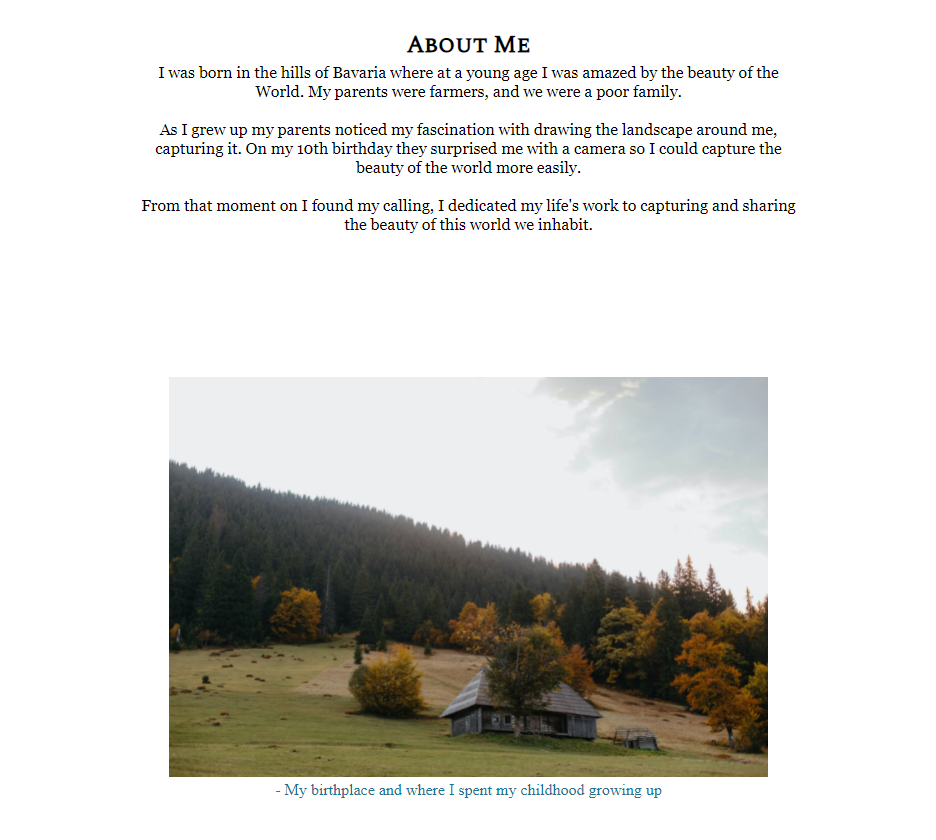 About Me
I was born in the hills of Bavaria where at a young age I was amazed by the beauty of the
World. My parents were farmers, and we were a poor family.
As I grew up my parents noticed my fascination with drawing the landscape around me,
capturing it. On my 10th birthday they surprised me with a camera so I could capture the
beauty of the world more easily.
From that moment on I found my calling, I dedicated my life's work to capturing and sharing
the beauty of this world we inhabit.
- My birthplace and where I spent my childhood growing up